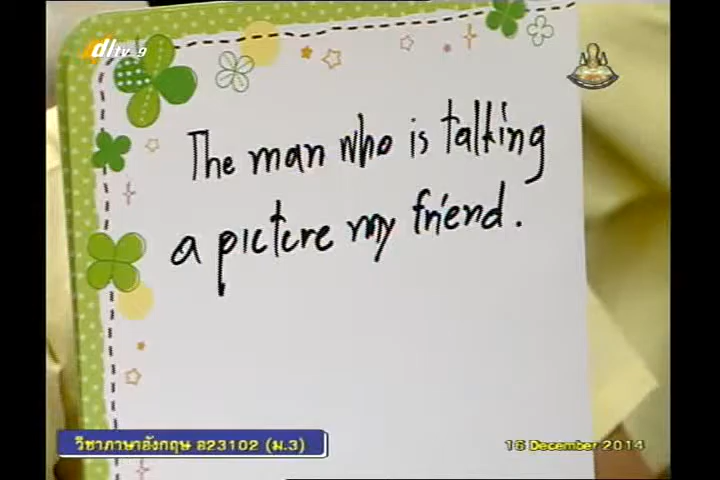 dltv 9
The man who is talking
a picture my friend.
วิชาภาษาอังกฤษ อ23102 (ม.3)
15 December 2014